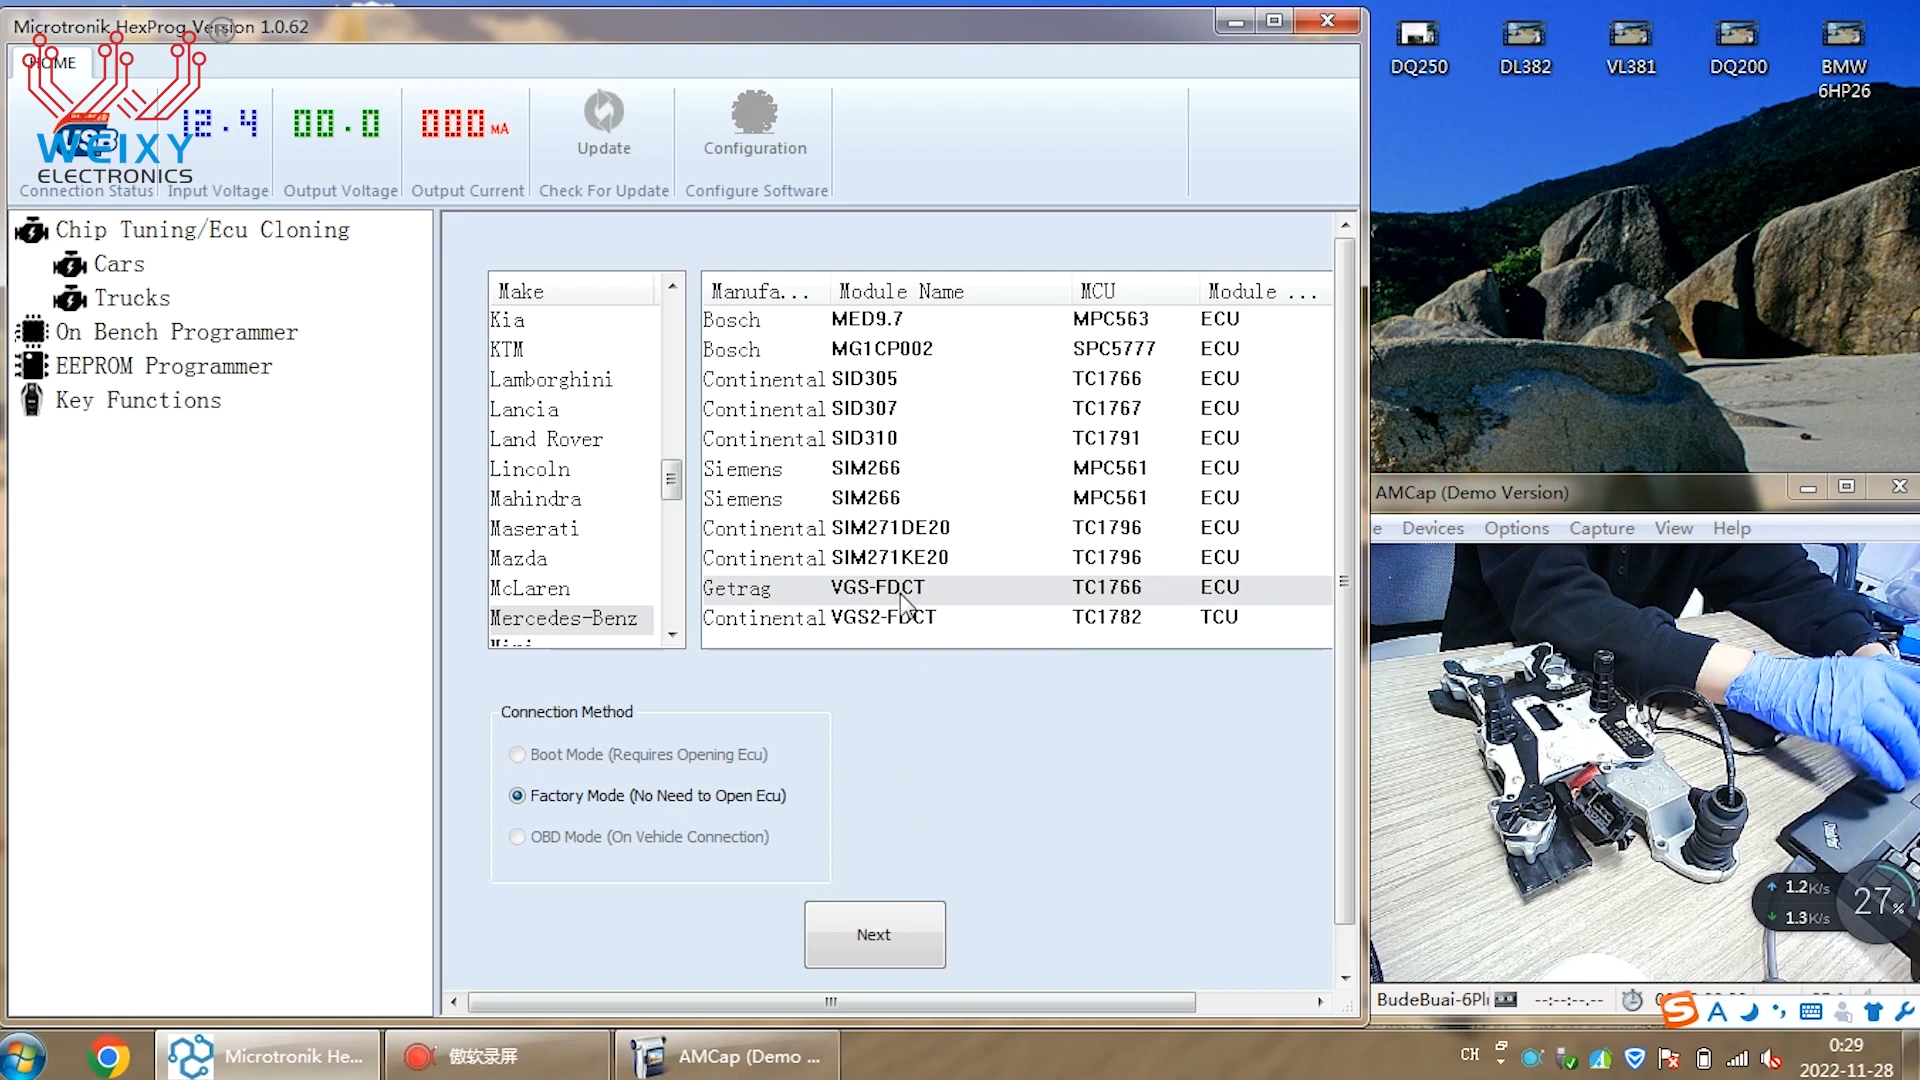 Microtronik HexProg Version 1.0.62
HOME
WEIXY
ELECTRONICS
USB
12.4
00.0
000 MA
Update
Configuration
Connection Status
Input Voltage
Output Voltage
Output Current
Check For Update
Configure Software
Chip Tuning/Ecu Cloning
Cars
Trucks
On Bench Programmer
EEPROM Programmer
Key Functions
Make
Kia
KTM
Lamborghini
Lancia
Land Rover
Lincoln
Mahindra
Maserati
Mazda
McLaren
Mercedes-Benz
Manufa... Module Name MCU Module ...
Bosch MED9.7 MPC563 ECU
Bosch MG1CP002 SPC5777 ECU
Continental SID305 TC1766 ECU
Continental SID307 TC1767 ECU
Continental SID310 TC1791 ECU
Siemens SIM266 MPC561 ECU
Siemens SIM266 MPC561 ECU
Continental SIM271DE20 TC1796 ECU
Continental SIM271KE20 TC1796 ECU
Getrag VGS-FDCT TC1766 ECU
Continental VGS2-FDCT TC1782 TCU
Connection Method
Boot Mode (Requires Opening Ecu)
Factory Mode (No Need to Open Ecu)
OBD Mode (On Vehicle Connection)
Next
DQ250
DL382
VL381
DQ200
BMW
6HP26
AMCap (Demo Version)
Devices Options Capture View Help
1.2K/s
1.3K/s
27%
--:--:--.--
Microtronik He...
傲软录屏
AMCap (Demo ...
CH
0:29
2022-11-28